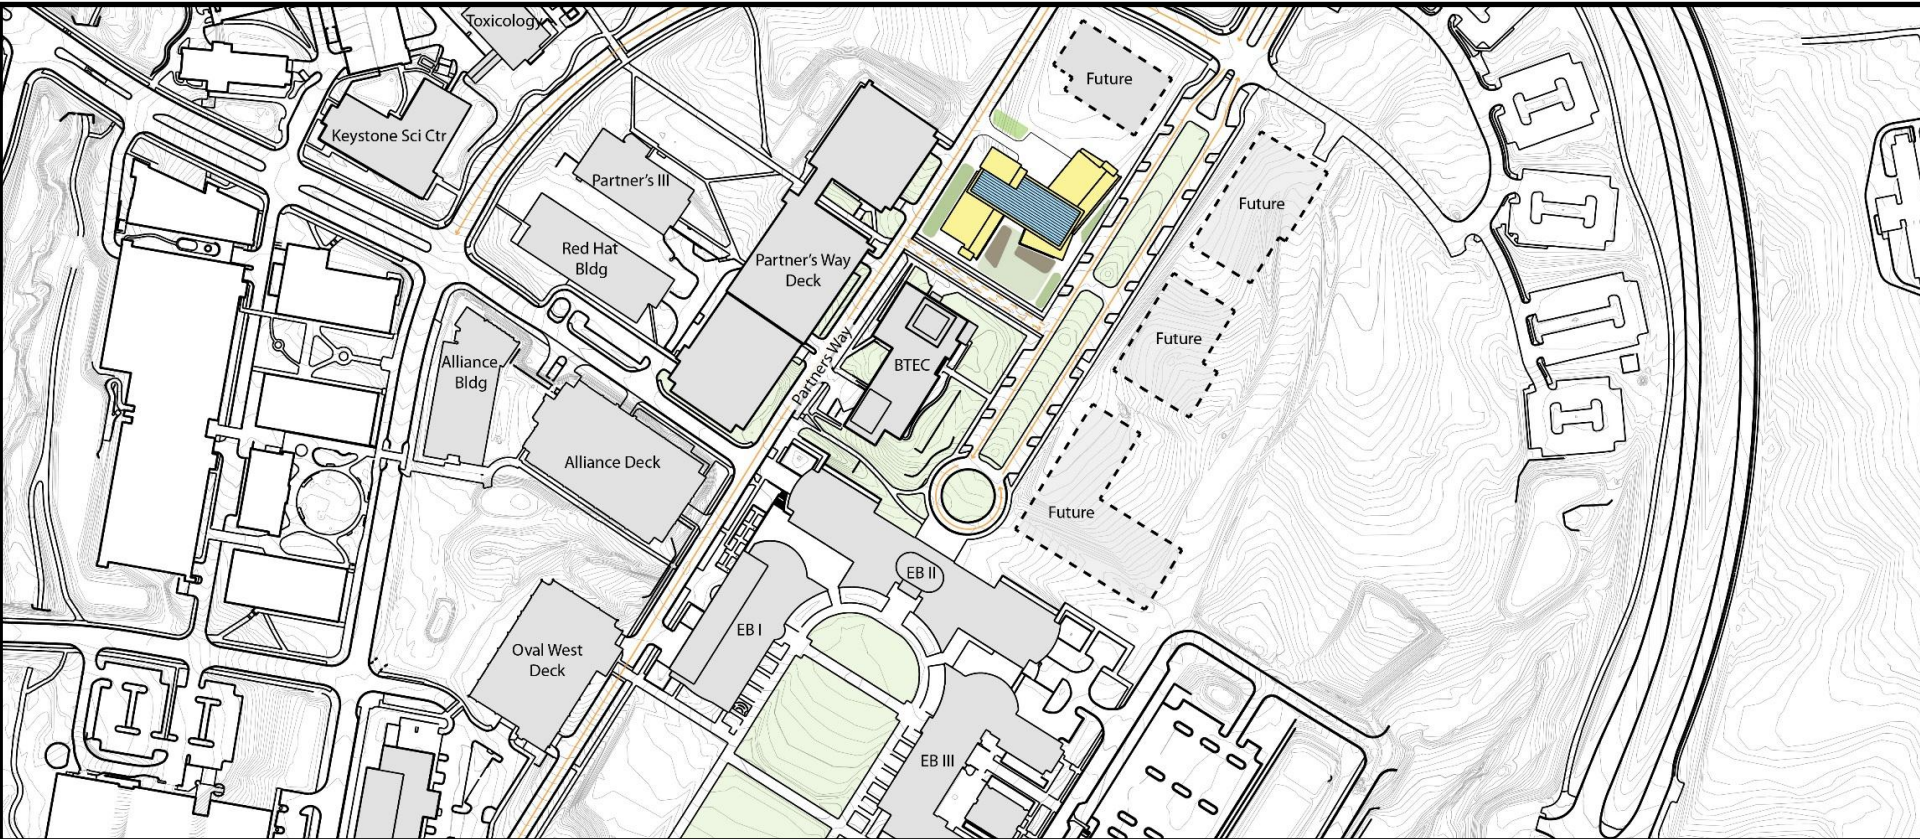 Toxicology
Future
Keystone Sci Ctr
Partner's III
Future
Red Hat
Bldg
Partner's Way
Deck
Future
Partners Way
BTEC
Alliance
Bldg
Alliance Deck
Future
EB II
EB I
Oval West
Deck
EB III